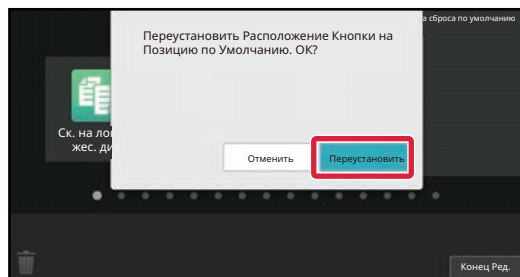 а сброса по умолчанию
Переустановить Расположение Кнопки на
Позицию по Умолчанию. ОК?
Ск. на ло
жес. ди
Отменить
Переустановить
Конец Ред.